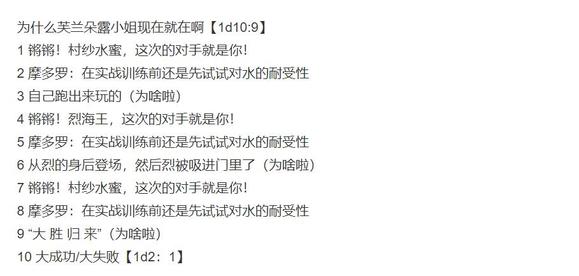 为什么芙兰朵露小姐现在就在啊【1d10:9】
1 锵锵！村纱水蜜，这次的对手就是你！
2 摩多罗：在实战训练前还是先试试对水的耐受性
3 自己跑出来玩的（为啥啦）
4 锵锵！烈海王，这次的对手就是你！
5 摩多罗：在实战训练前还是先试试对水的耐受性
6 从烈的身后登场，然后烈被吸进门里了（为啥啦）
7 锵锵！村纱水蜜，这次的对手就是你！
8 摩多罗：在实战训练前还是先试试对水的耐受性
9 “大 胜 归 来”（为啥啦）
10 大成功/大失败【1d2：1】